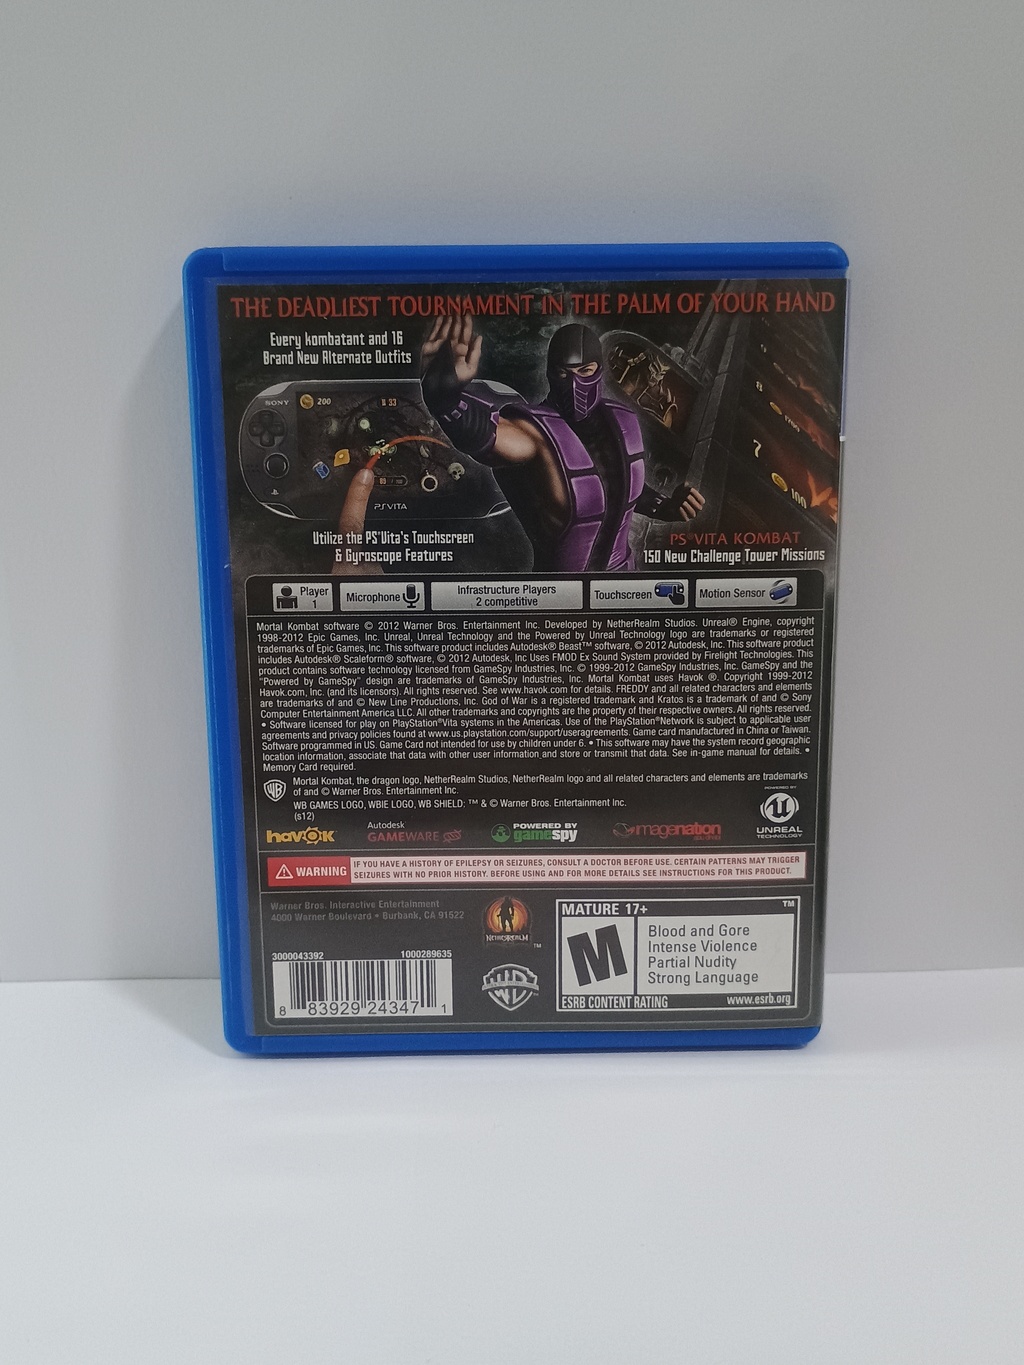 THE DEADLIEST TOURNAMENT IN THE PALM OF YOUR HAND
Every kombatant and 16
Brand New Alternate Outfits
SONY
200
33
8
7
100
PSVITA
Utilize the PS Vita's Touchscreen
& Gyroscope Features
PS VITA KOMBAT
150 New Challenge Tower Missions
Player
1
Microphone
Infrastructure Players
2 competitive
Touchscreen
Motion Sensor
Mortal Kombat software © 2012 Warner Bros. Entertainment Inc. Developed by NetherRealm Studios. Unreal® Engine, copyright
1998-2012 Epic Games, Inc. Unreal, Unreal Technology and the Powered by Unreal Technology logo are trademarks or registered
trademarks of Epic Games, Inc. This software product includes Autodesk® Beast™ software, © 2012 Autodesk, Inc. This software product
includes Autodesk® Scaleform® software, © 2012 Autodesk, Inc Uses FMOD Ex Sound System provided by Firelight Technologies. This
product contains software technology licensed from GameSpy Industries, Inc. © 1999-2012 GameSpy Industries, Inc. GameSpy and the
"Powered by GameSpy" design are trademarks of GameSpy Industries, Inc. Mortal Kombat uses Havok ®. Copyright 1999-2012
Havok.com, Inc. (and its licensors). All rights reserved. See www.havok.com for details. FREDDY and all related characters and elements
are trademarks of and © New Line Productions, Inc. God of War is a registered trademark and Kratos is a trademark of and © Sony
Computer Entertainment America LLC. All other trademarks and copyrights are the property of their respective owners. All rights reserved.
• Software licensed for play on PlayStation®Vita systems in the Americas. Use of the PlayStation®Network is subject to applicable user
agreements and privacy policies found at www.us.playstation.com/support/useragreements. Game card manufactured in China or Taiwan.
Software programmed in US. Game Card not intended for use by children under 6. • This software may have the system record geographic
location information, associate that data with other user information and store or transmit that data. See in-game manual for details. •
Memory Card required.
WB
Mortal Kombat, the dragon logo, NetherRealm Studios, NetherRealm logo and all related characters and elements are trademarks
of and © Warner Bros. Entertainment Inc.
WB GAMES LOGO, WBIE LOGO, WB SHIELD: ™ & © Warner Bros. Entertainment Inc.
(s12)
POWERED BY
UNREAL
TECHNOLOGY
havok
Autodesk
GAMEWARE
POWERED BY
gamespy
imagenation
WARNING
IF YOU HAVE A HISTORY OF EPILEPSY OR SEIZURES, CONSULT A DOCTOR BEFORE USE. CERTAIN PATTERNS MAY TRIGGER
SEIZURES WITH NO PRIOR HISTORY. BEFORE USING AND FOR MORE DETAILS SEE INSTRUCTIONS FOR THIS PRODUCT.
Warner Bros. Interactive Entertainment
4000 Warner Boulevard • Burbank, CA 91522
NETHERREALM
™
3000043392 1000289635
8 83929 24347 1
MATURE 17+ ™
M
Blood and Gore
Intense Violence
Partial Nudity
Strong Language
ESRB CONTENT RATING www.esrb.org